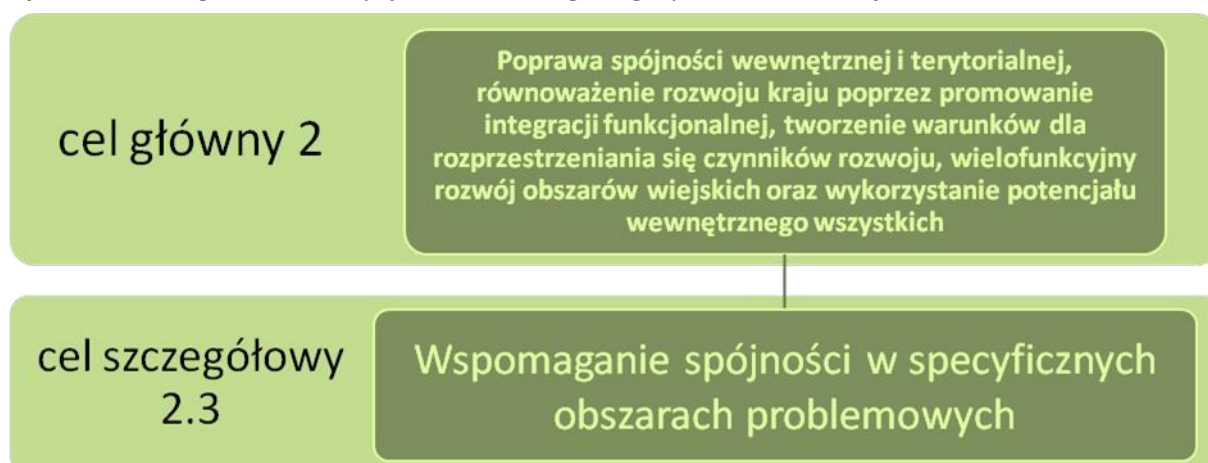 cel główny 2
Poprawa spójności wewnętrznej i terytorialnej,
równoważenie rozwoju kraju poprzez promowanie
integracji funkcjonalnej, tworzenie warunków dla
rozprzestrzeniania się czynników rozwoju, wielofunkcyjny
rozwój obszarów wiejskich oraz wykorzystanie potencjału
wewnętrznego wszystkich
cel szczegółowy
2.3
Wspomaganie spójności w specyficznych
obszarach problemowych